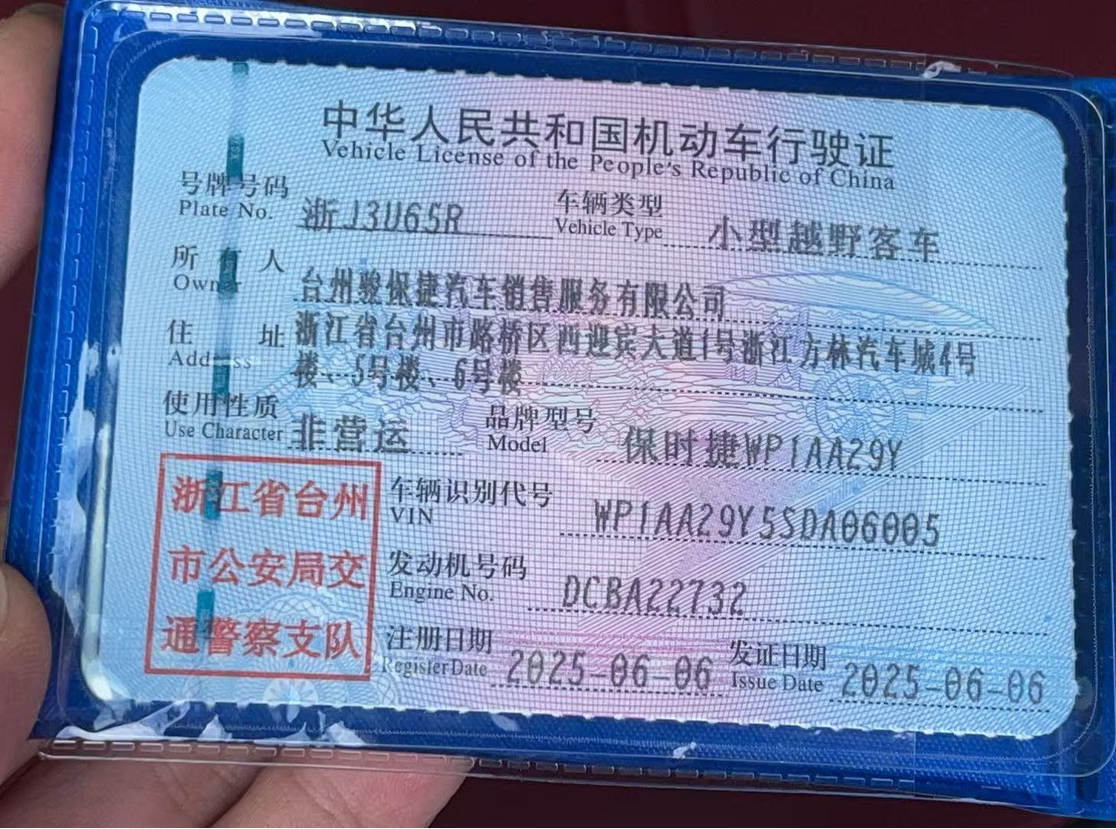 中华人民共和国机动车行驶证
Vehicle License of the People's Republic of China
号牌号码 浙J3U65R 车辆类型 小型越野客车
Plate No. Vehicle Type
所有人 台州骏保捷汽车销售服务有限公司
Owner
住址 浙江省台州市路桥区西迎宾大道1号浙江方林汽车城4号
Address 楼、5号楼、6号楼
使用性质 非营运 品牌型号 保时捷WP1AA29Y
Use Character Model
浙江省台州
市公安局交
通警察支队
车辆识别代号 WP1AA29Y5SDA06005
VIN
发动机号码 DCBA22732
Engine No.
注册日期 2025-06-06 发证日期 2025-06-06
Register Date Issue Date